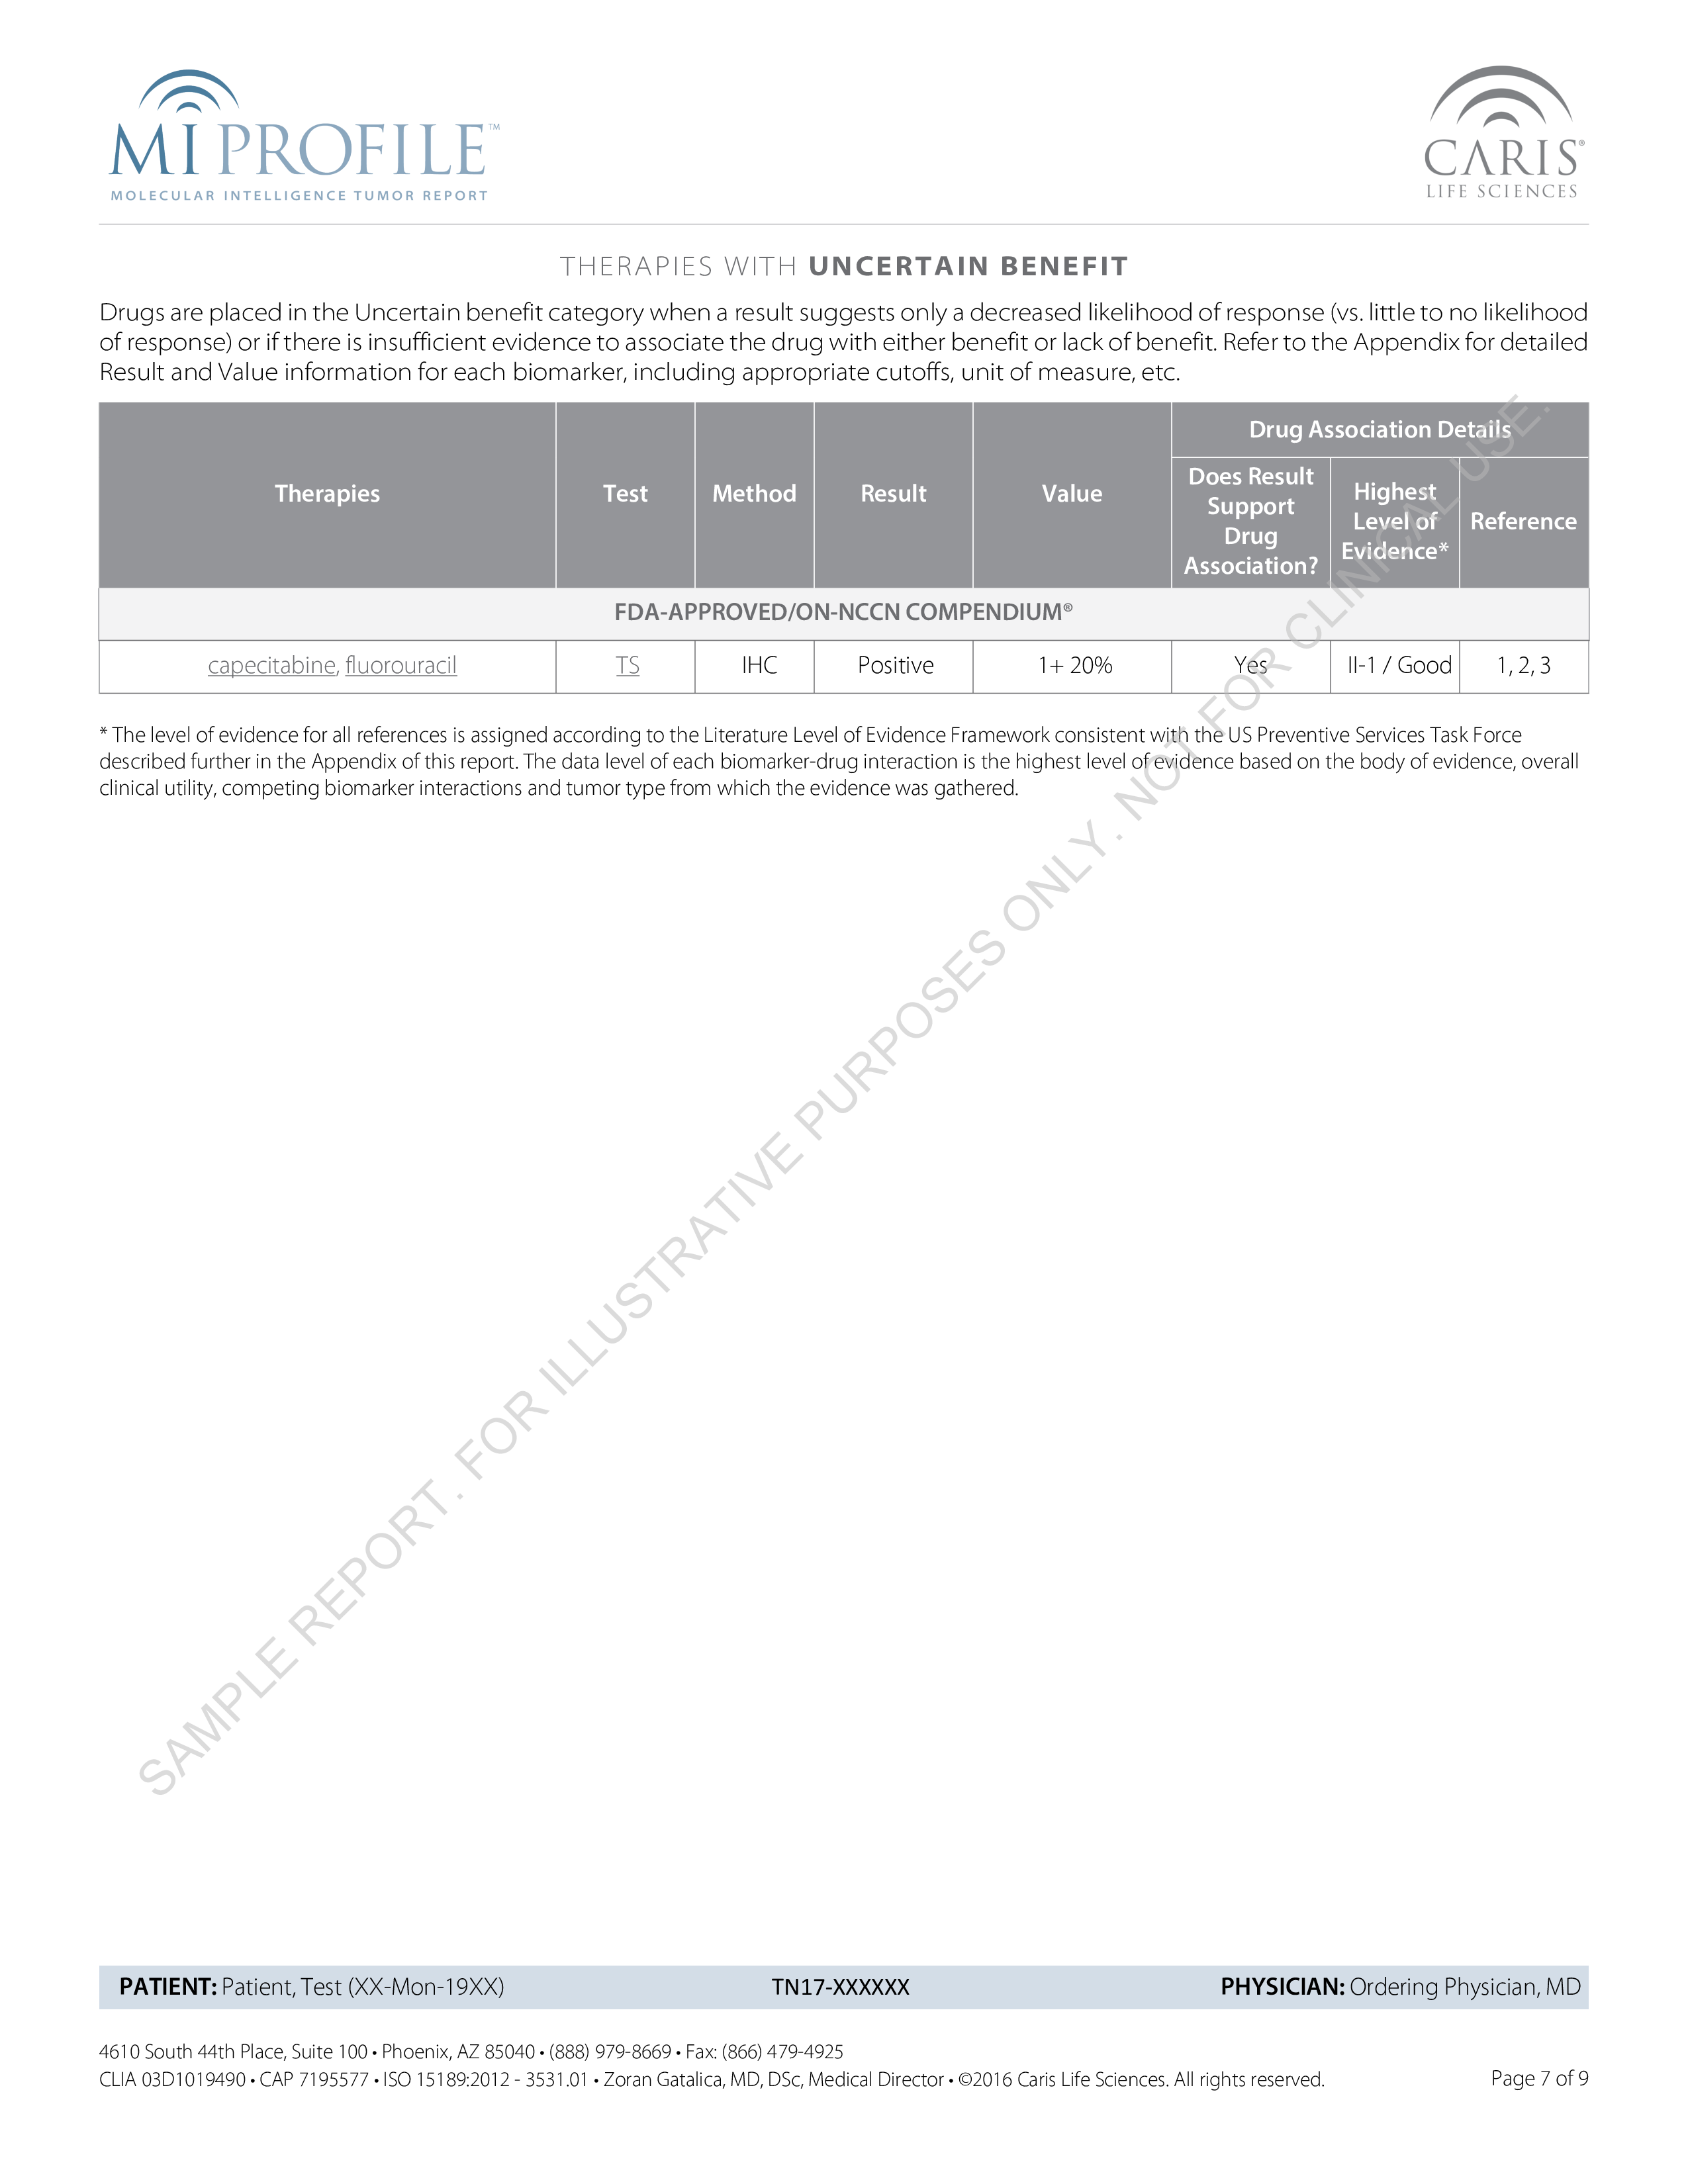 MI PROFILE™
MOLECULAR INTELLIGENCE TUMOR REPORT
CARIS®
LIFE SCIENCES
THERAPIES WITH UNCERTAIN BENEFIT
Drugs are placed in the Uncertain benefit category when a result suggests only a decreased likelihood of response (vs. little to no likelihood
of response) or if there is insufficient evidence to associate the drug with either benefit or lack of benefit. Refer to the Appendix for detailed
Result and Value information for each biomarker, including appropriate cutoffs, unit of measure, etc.
Drug Association Details
Therapies Test Method Result Value
Does Result
Support
Drug
Association?
Highest
Level of
Evidence*
Reference
FDA-APPROVED/ON-NCCN COMPENDIUM®
capecitabine, fluorouracil TS IHC Positive 1+ 20% Yes II-1 / Good 1, 2, 3
* The level of evidence for all references is assigned according to the Literature Level of Evidence Framework consistent with the US Preventive Services Task Force
described further in the Appendix of this report. The data level of each biomarker-drug interaction is the highest level of evidence based on the body of evidence, overall
clinical utility, competing biomarker interactions and tumor type from which the evidence was gathered.
SAMPLE REPORT. FOR ILLUSTRATIVE PURPOSES ONLY. NOT FOR CLINICAL USE.
PATIENT: Patient, Test (XX-Mon-19XX) TN17-XXXXXX PHYSICIAN: Ordering Physician, MD
4610 South 44th Place, Suite 100 • Phoenix, AZ 85040 • (888) 979-8669 • Fax: (866) 479-4925
CLIA 03D1019490 • CAP 7195577 • ISO 15189:2012 - 3531.01 • Zoran Gatalica, MD, DSc, Medical Director • ©2016 Caris Life Sciences. All rights reserved. Page 7 of 9